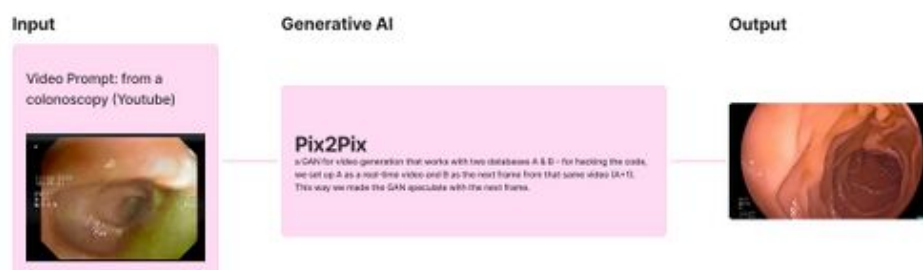 Input
Generative AI
Output
Video Prompt: from a
colonoscopy (Youtube)
Pix2Pix
a GAN for video generation that works with two databases A & B - for hacking the code,
we set up A as a real-time video and B as the next frame from that same video (A+1).
This way we made the GAN speculate with the next frame.